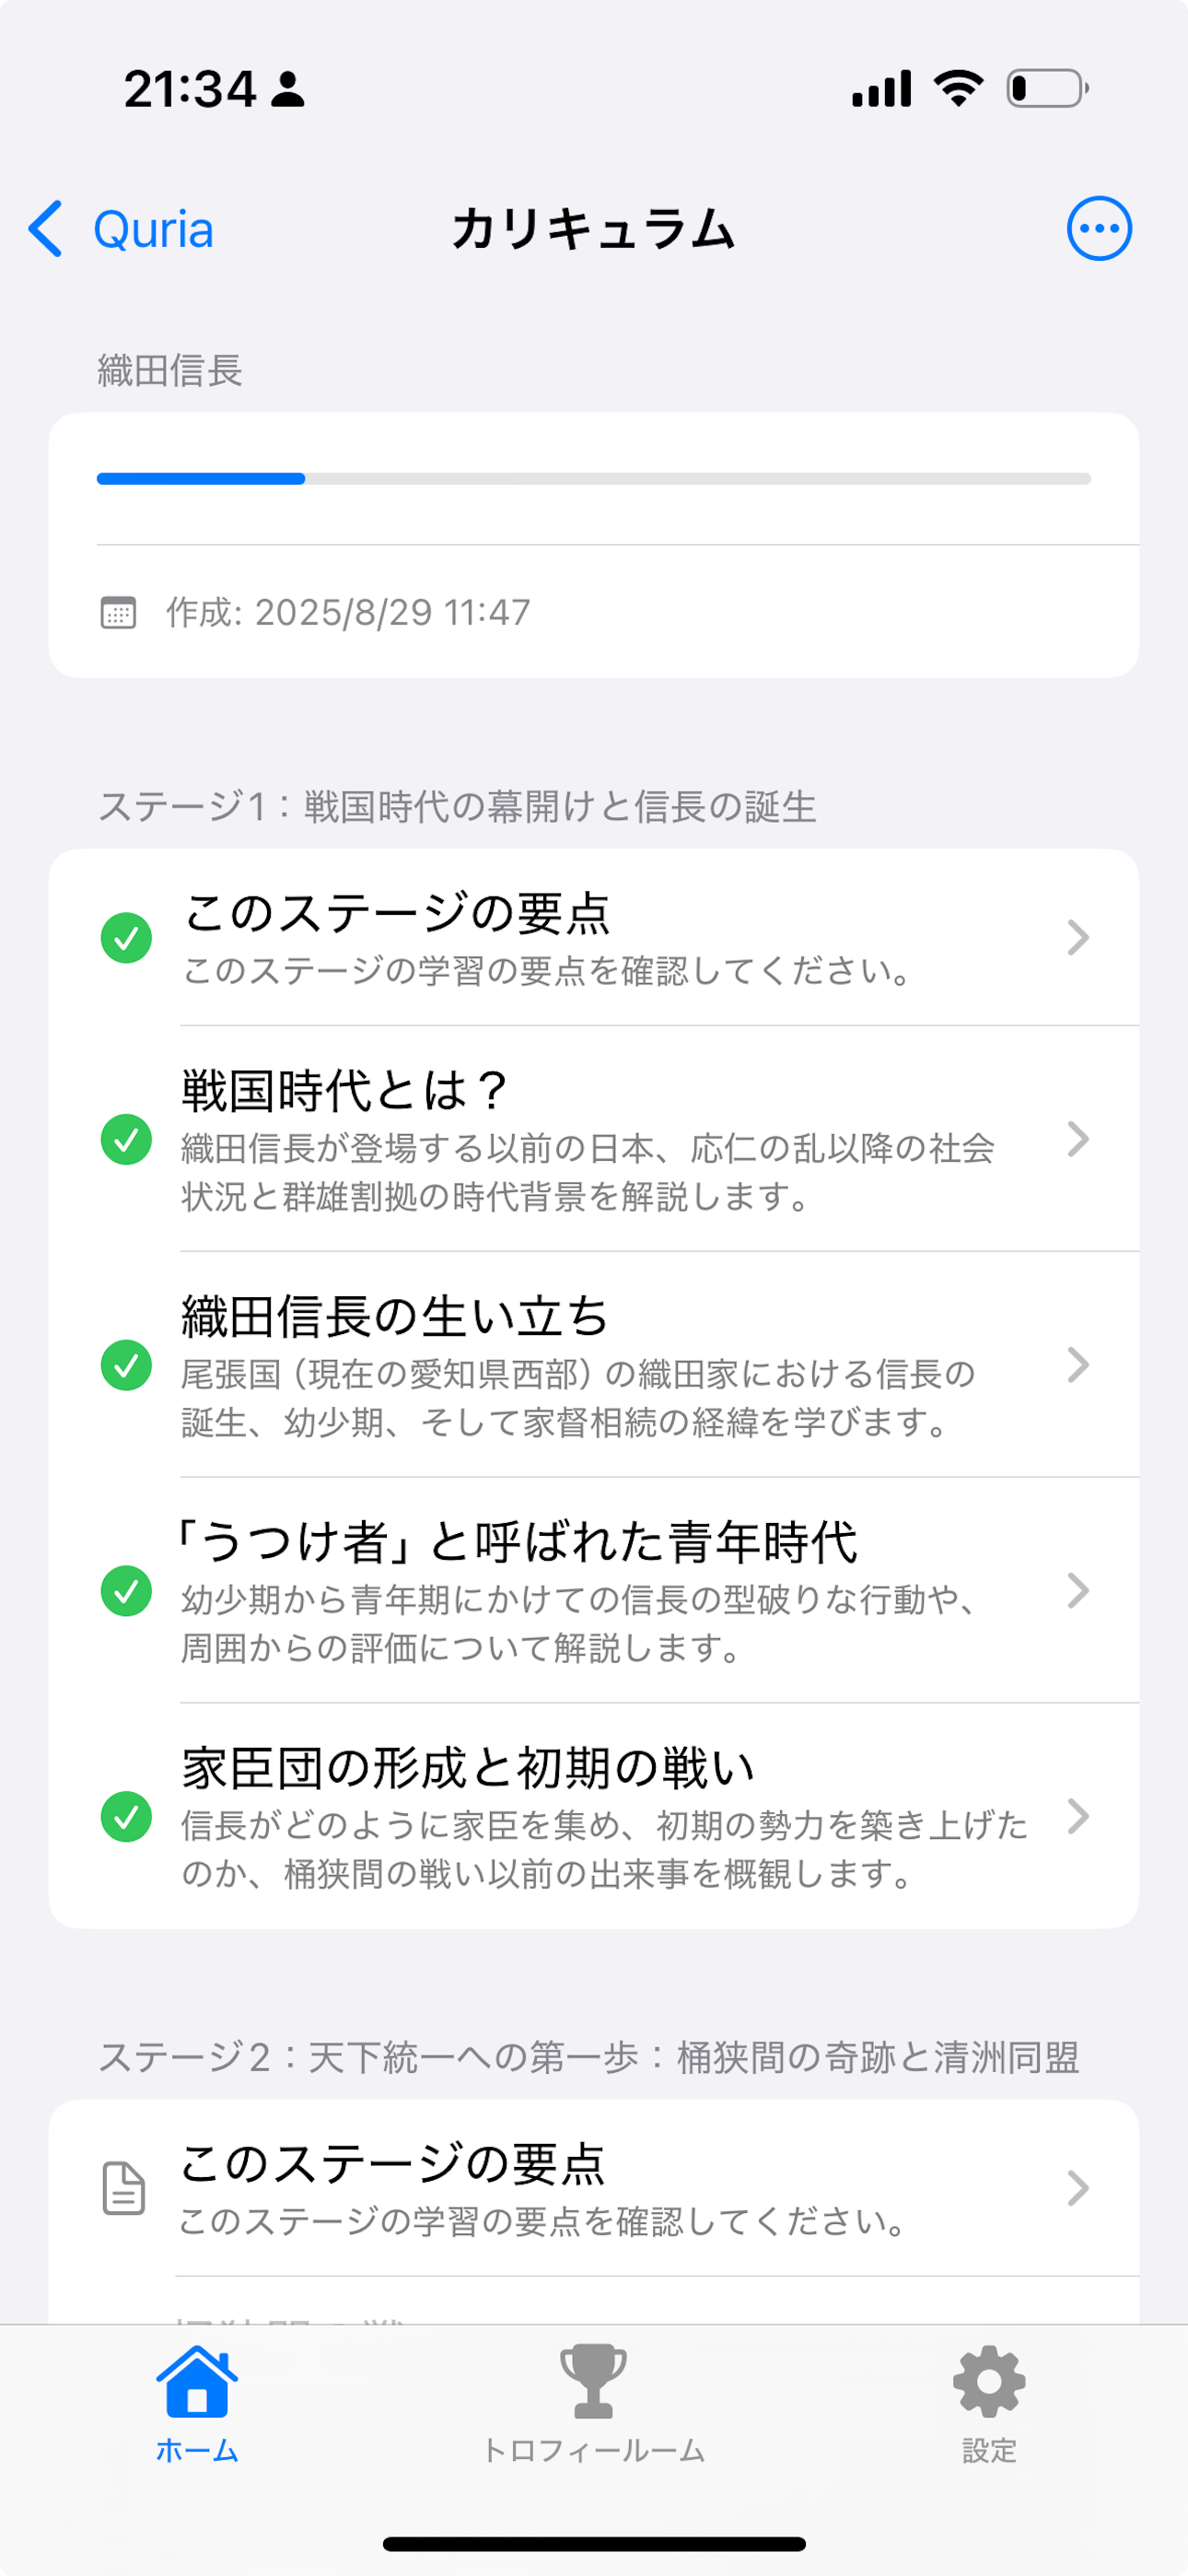 21:34
Quria
カリキュラム
織田信長
作成: 2025/8/29 11:47
ステージ1：戦国時代の幕開けと信長の誕生
このステージの要点
このステージの学習の要点を確認してください。
戦国時代とは？
織田信長が登場する以前の日本、応仁の乱以降の社会
状況と群雄割拠の時代背景を解説します。
織田信長の生い立ち
尾張国（現在の愛知県西部）の織田家における信長の
誕生、幼少期、そして家督相続の経緯を学びます。
「うつけ者」と呼ばれた青年時代
幼少期から青年期にかけての信長の型破りな行動や、
周囲からの評価について解説します。
家臣団の形成と初期の戦い
信長がどのように家臣を集め、初期の勢力を築き上げた
のか、桶狭間の戦い以前の出来事を概観します。
ステージ2：天下統一への第一歩：桶狭間の奇跡と清洲同盟
このステージの要点
このステージの学習の要点を確認してください。
ホーム
トロフィールーム
設定